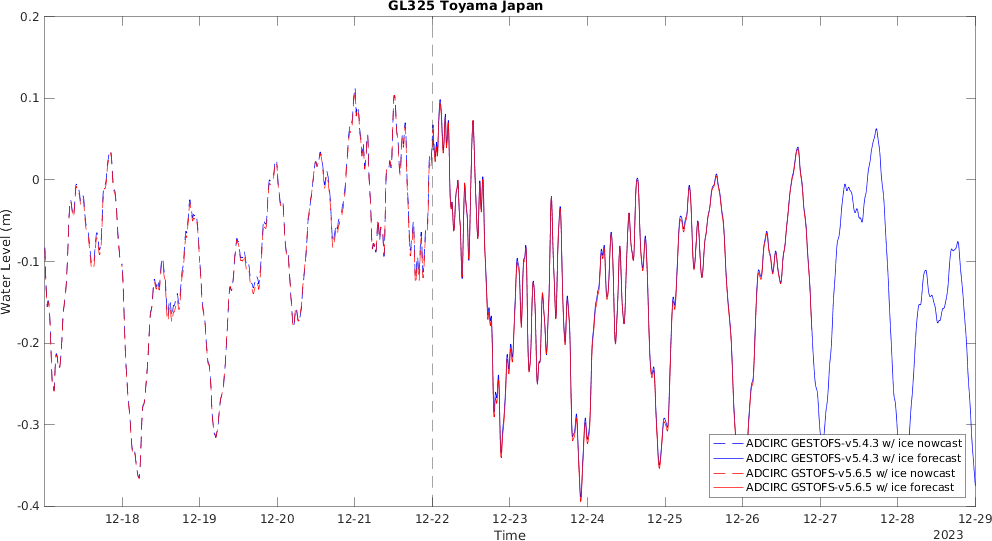 GL325 Toyama Japan
0.2
0.1
0
-0.1
-0.2
-0.3
-0.4
Water Level (m)
12-18
12-19
12-20
12-21
12-22
12-23
12-24
12-25
12-26
12-27
12-28
12-29
Time
2023
ADCIRC GESTOFS-v5.4.3 w/ ice nowcast
ADCIRC GESTOFS-v5.4.3 w/ ice forecast
ADCIRC GSTOFS-v5.6.5 w/ ice nowcast
ADCIRC GSTOFS-v5.6.5 w/ ice forecast